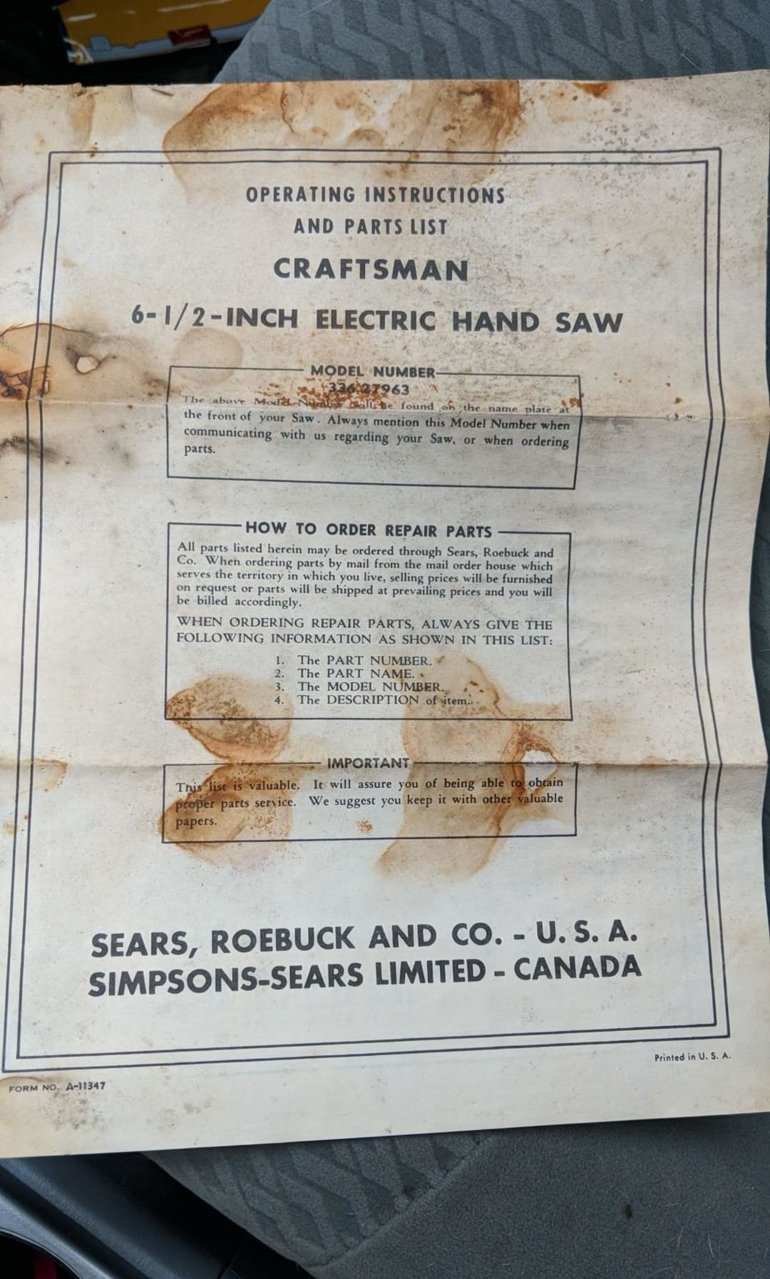 OPERATING INSTRUCTIONS
AND PARTS LIST
CRAFTSMAN
6-1/2-INCH ELECTRIC HAND SAW
MODEL NUMBER
336.27963
The above Model Number will be found on the name plate at
the front of your Saw. Always mention this Model Number when
communicating with us regarding your Saw, or when ordering
parts.
HOW TO ORDER REPAIR PARTS
All parts listed herein may be ordered through Sears, Roebuck and
Co. When ordering parts by mail from the mail order house which
serves the territory in which you live, selling prices will be furnished
on request or parts will be shipped at prevailing prices and you will
be billed accordingly.
WHEN ORDERING REPAIR PARTS, ALWAYS GIVE THE
FOLLOWING INFORMATION AS SHOWN IN THIS LIST:
1. The PART NUMBER.
2. The PART NAME.
3. The MODEL NUMBER.
4. The DESCRIPTION of item.
IMPORTANT
This list is valuable. It will assure you of being able to obtain
proper parts service. We suggest you keep it with other valuable
papers.
SEARS, ROEBUCK AND CO. - U. S. A.
SIMPSONS-SEARS LIMITED - CANADA
Printed in U. S. A.
FORM NO. A-11347